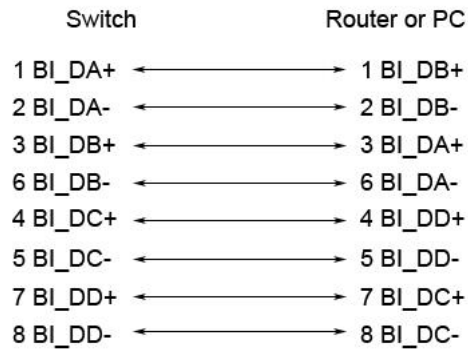 Switch Router or PC
1 BI_DA+ 1 BI_DB+
2 BI_DA- 2 BI_DB-
3 BI_DB+ 3 BI_DA+
6 BI_DB- 6 BI_DA-
4 BI_DC+ 4 BI_DD+
5 BI_DC- 5 BI_DD-
7 BI_DD+ 7 BI_DC+
8 BI_DD- 8 BI_DC-